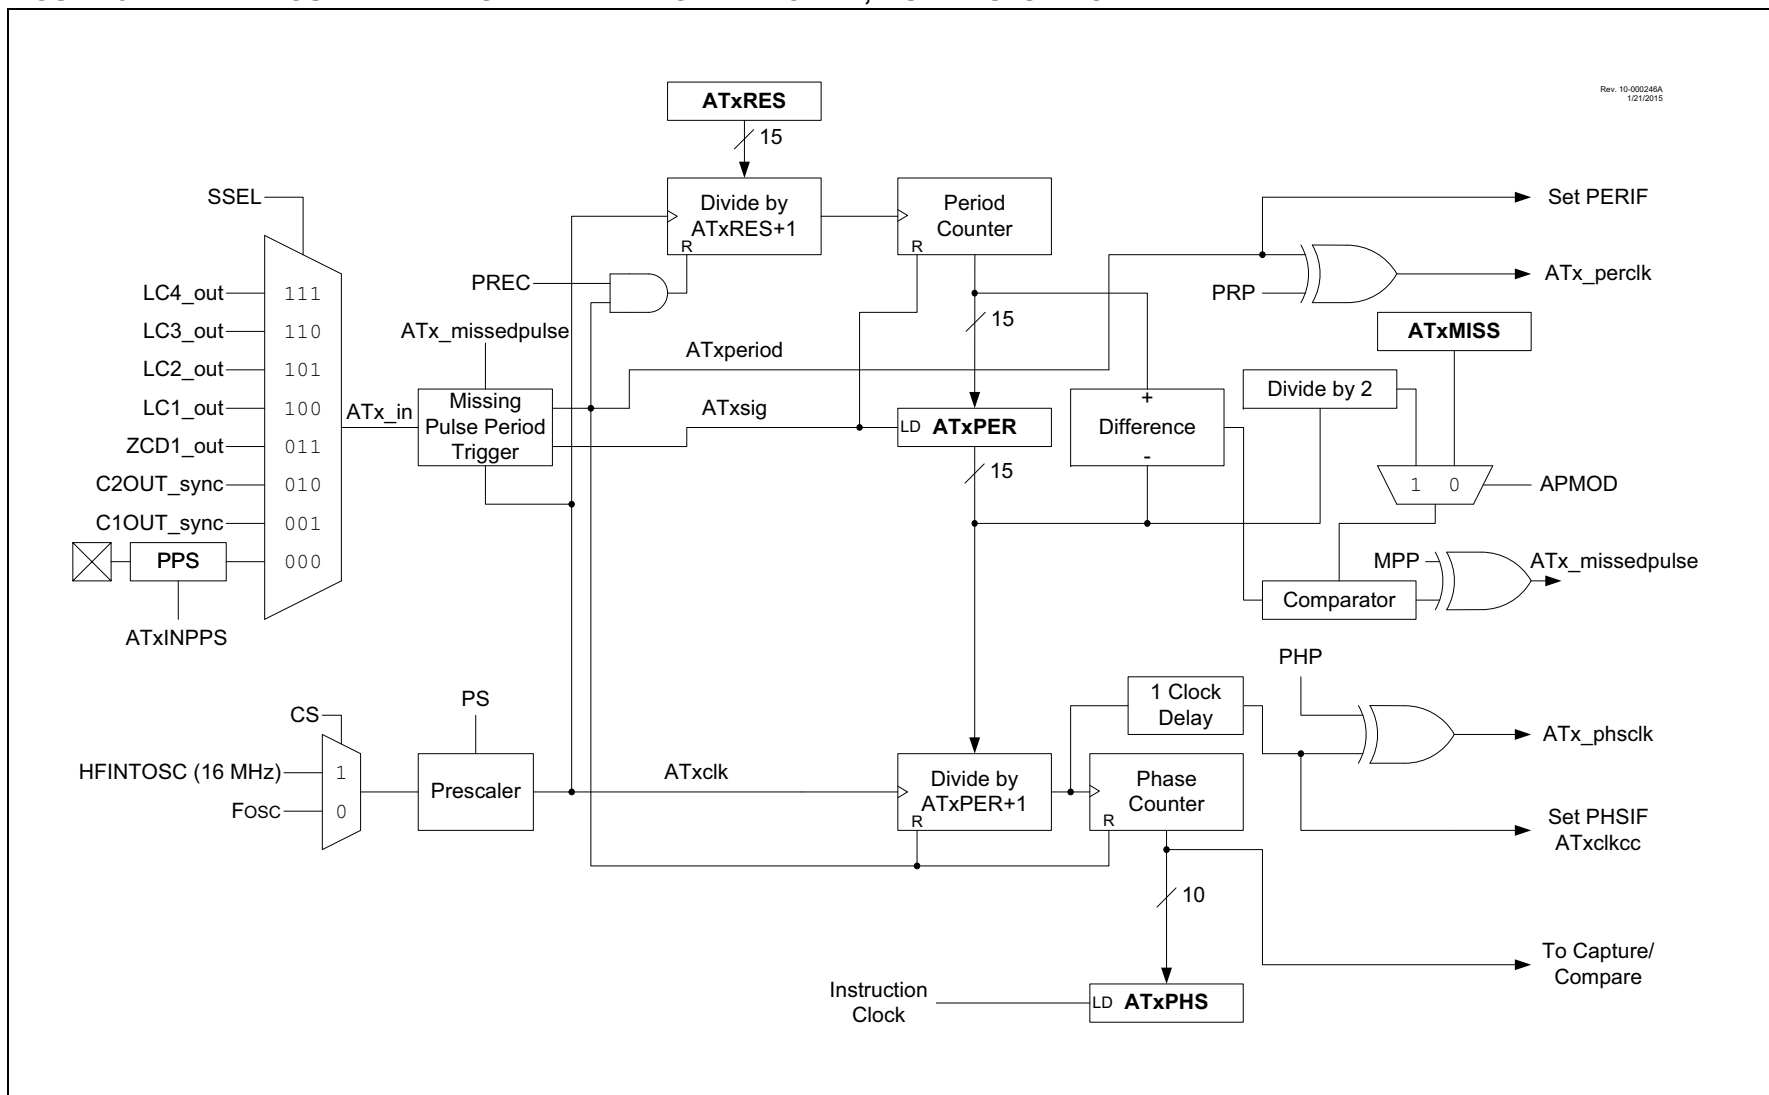 Rev. 10-000246A
1/21/2015
ATxRES
15
SSEL
Divide by
ATxRES+1
R
Period
Counter
R
Set PERIF
PREC
PRP
ATx_perclk
LC4_out
111
LC3_out
110
LC2_out
101
LC1_out
100
ZCD1_out
011
C2OUT_sync
010
C1OUT_sync
001
PPS
000
ATxINPPS
ATx_in
ATx_missedpulse
Missing
Pulse Period
Trigger
ATxperiod
ATxsig
15
LD
ATxPER
15
+
Difference
-
ATxMISS
Divide by 2
1
0
APMOD
MPP
ATx_missedpulse
Comparator
PHP
CS
PS
HFINTOSC (16 MHz)
1
FOSC
0
Prescaler
ATxclk
Divide by
ATxPER+1
R
1 Clock
Delay
Phase
Counter
R
ATx_phsclk
Set PHSIF
ATxclkcc
10
To Capture/
Compare
Instruction
Clock
LD
ATxPHS